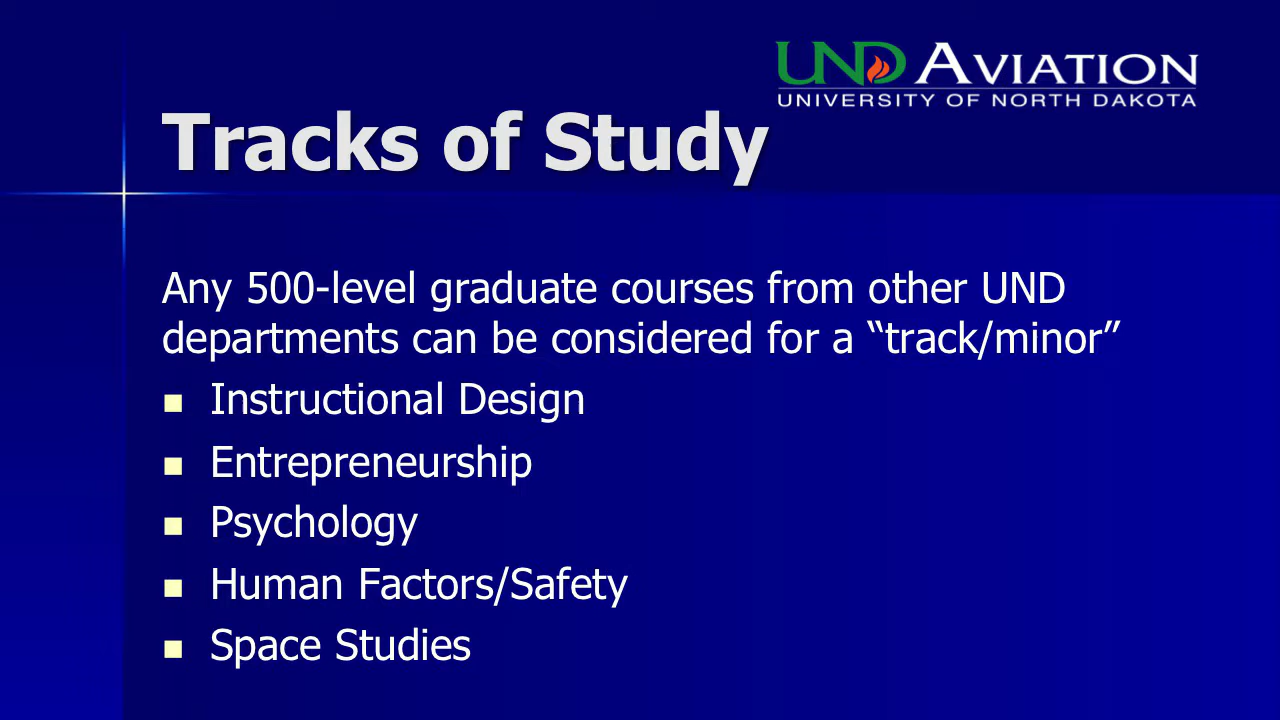 UND AVIATION
UNIVERSITY OF NORTH DAKOTA
Tracks of Study
Any 500-level graduate courses from other UND
departments can be considered for a “track/minor”
Instructional Design
Entrepreneurship
Psychology
Human Factors/Safety
Space Studies